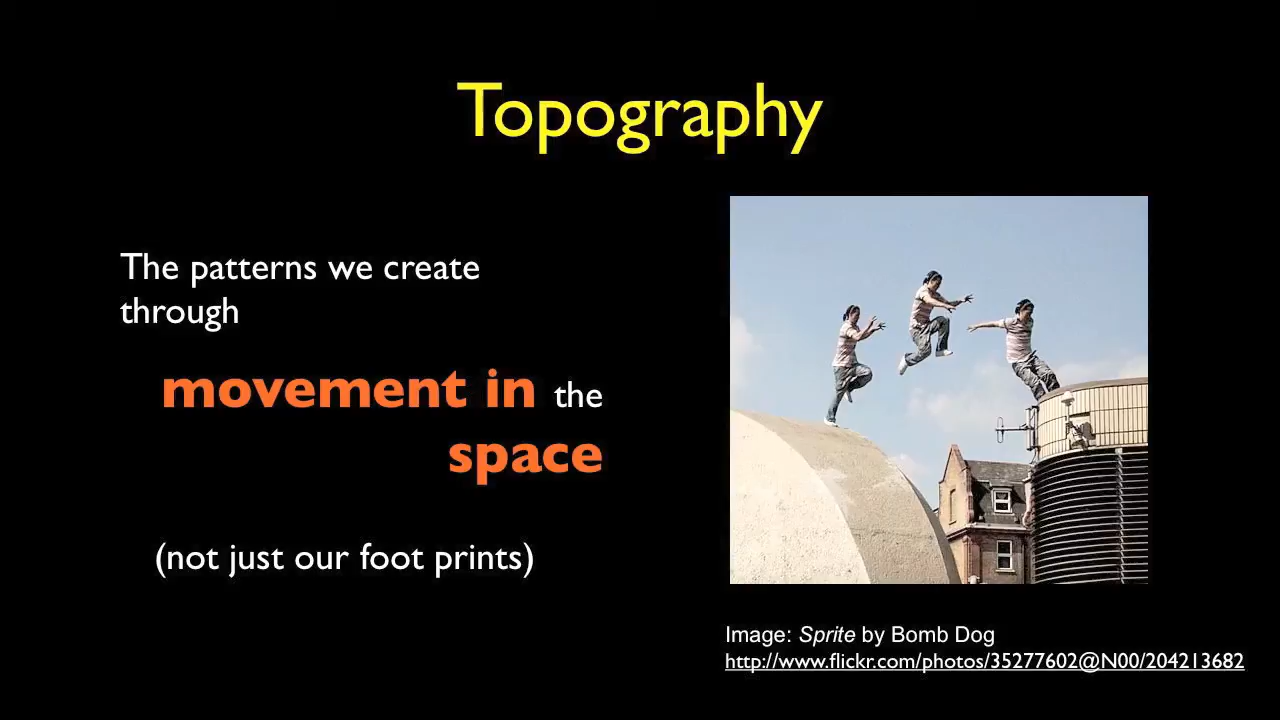 Topography
The patterns we create
through
movement in the
space
(not just our foot prints)
Image: Sprite by Bomb Dog
http://www.flickr.com/photos/35277602@N00/204213682